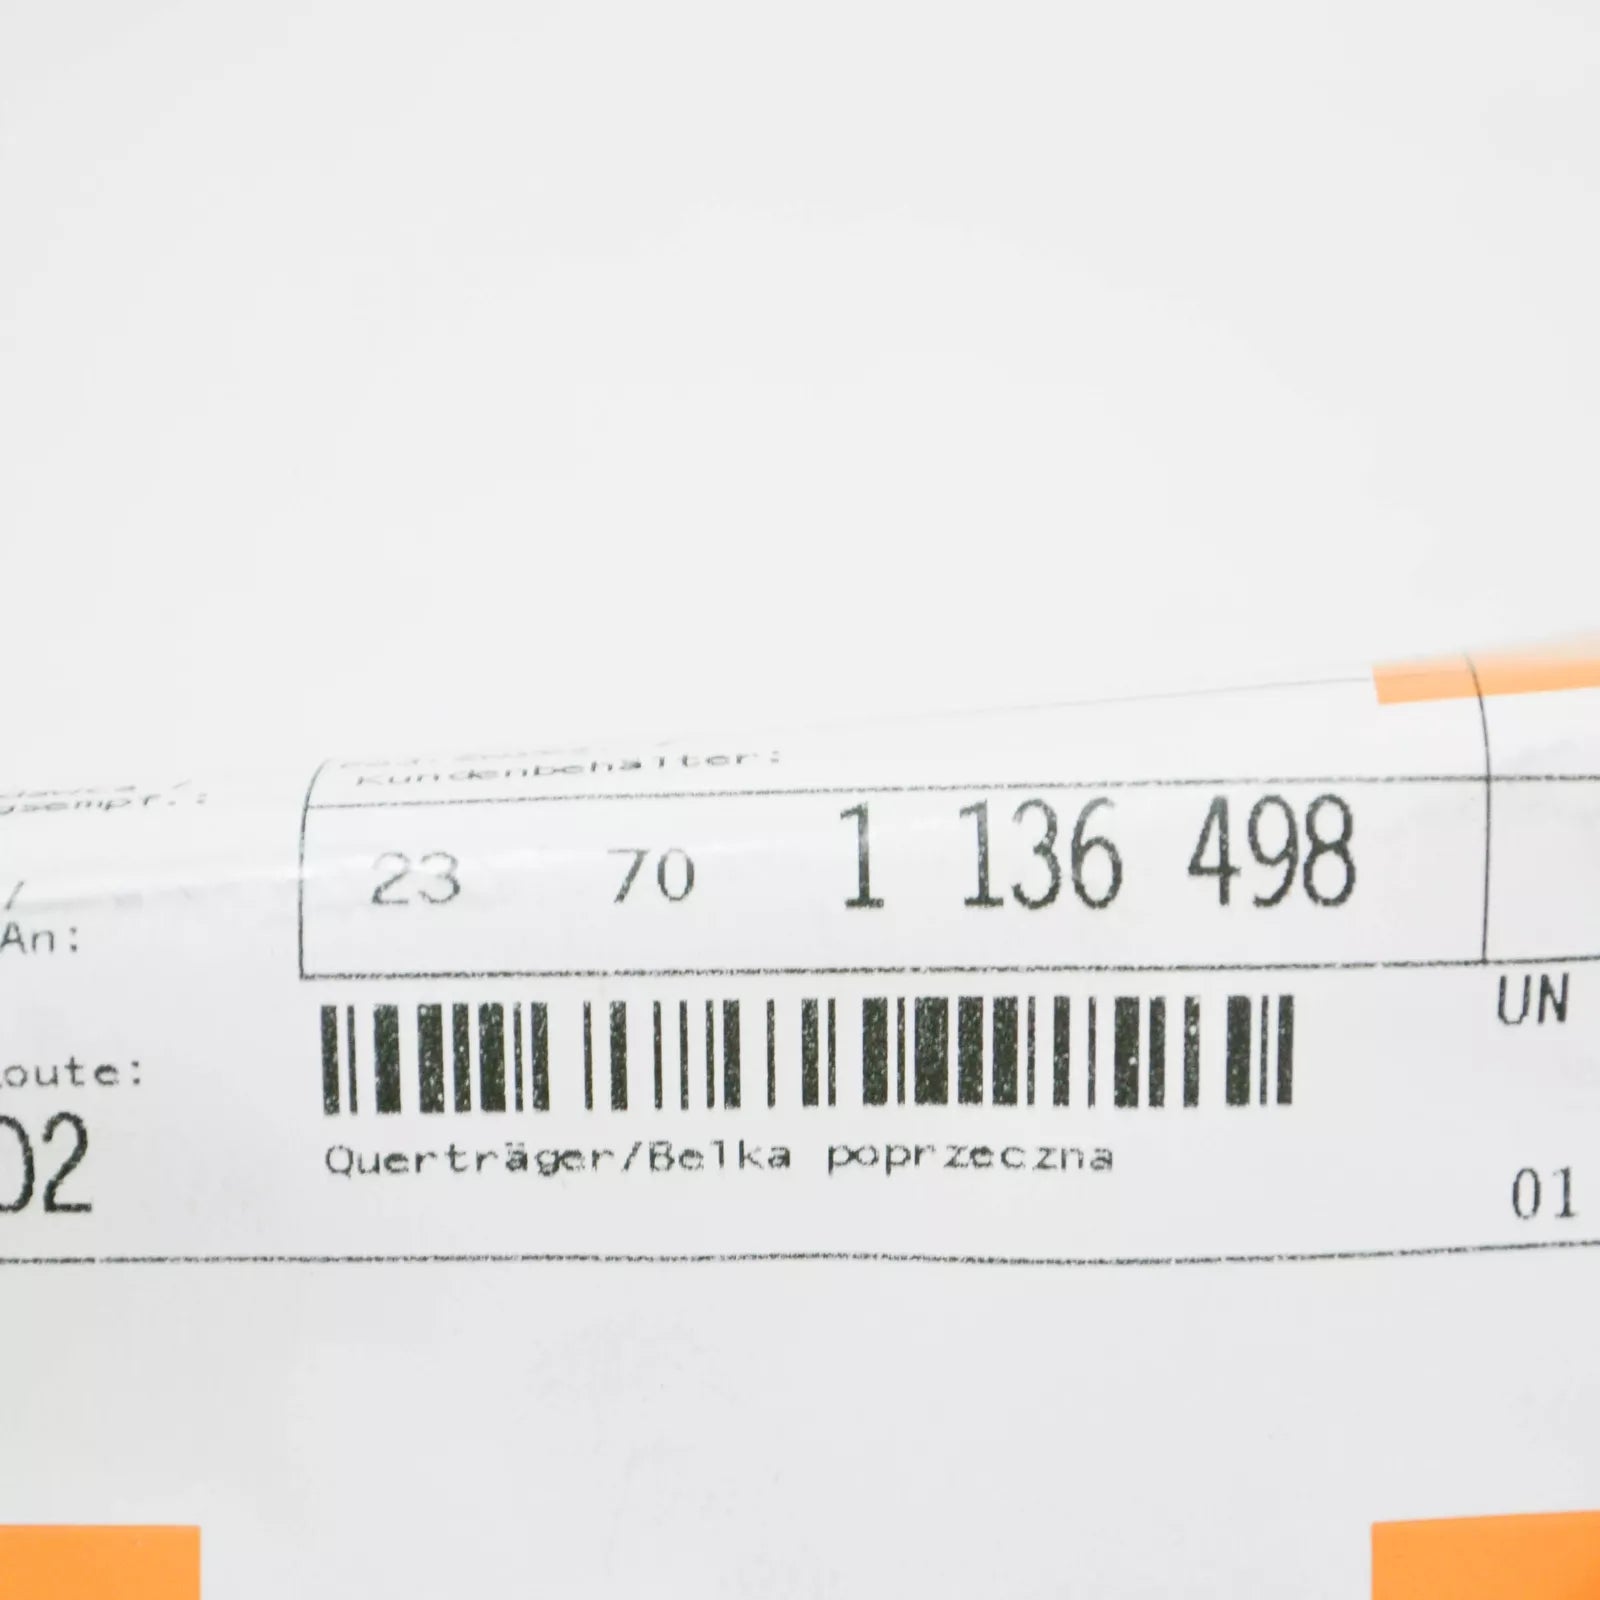 Kundenbehälter:
23 70 1 136 498
An:
UN
oute:
02
Querträger/Belka poprzeczna
01